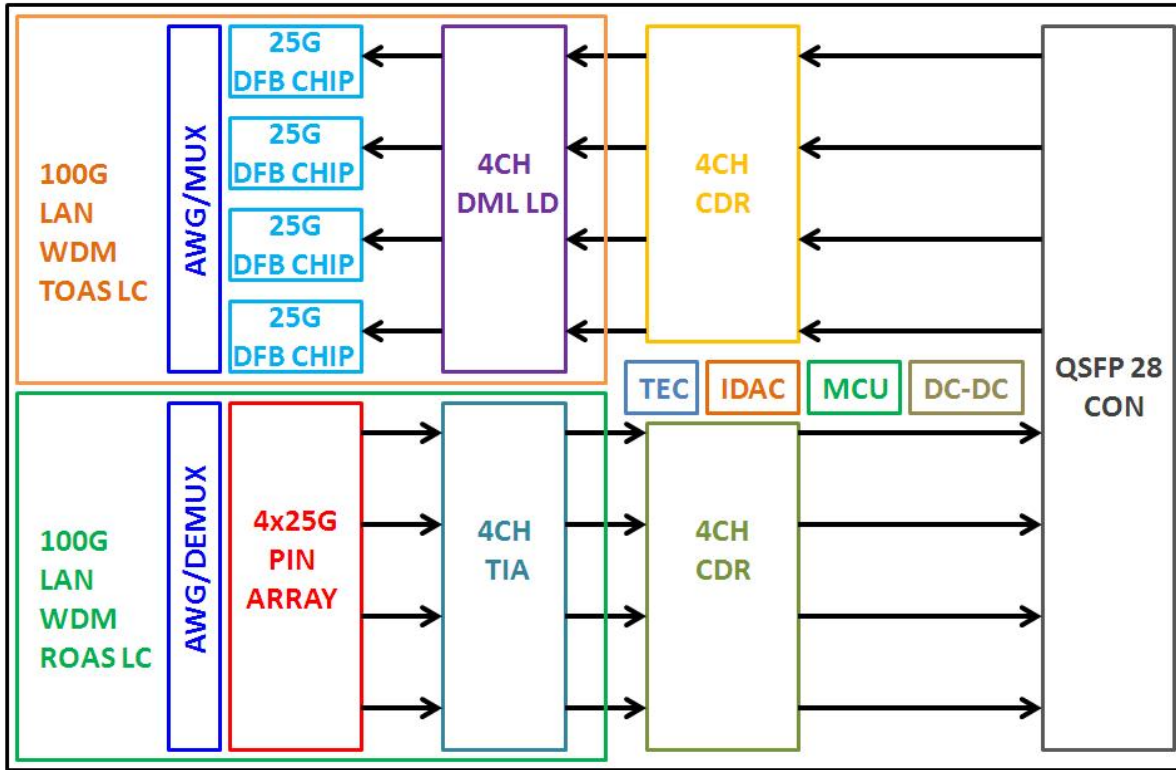 100G
LAN
WDM
TOAS LC
AWG/MUX
25G
DFB CHIP
25G
DFB CHIP
25G
DFB CHIP
25G
DFB CHIP
4CH
DML LD
4CH
CDR
QSFP 28
CON
TEC
IDAC
MCU
DC-DC
100G
LAN
WDM
ROAS LC
AWG/DEMUX
4x25G
PIN
ARRAY
4CH
TIA
4CH
CDR